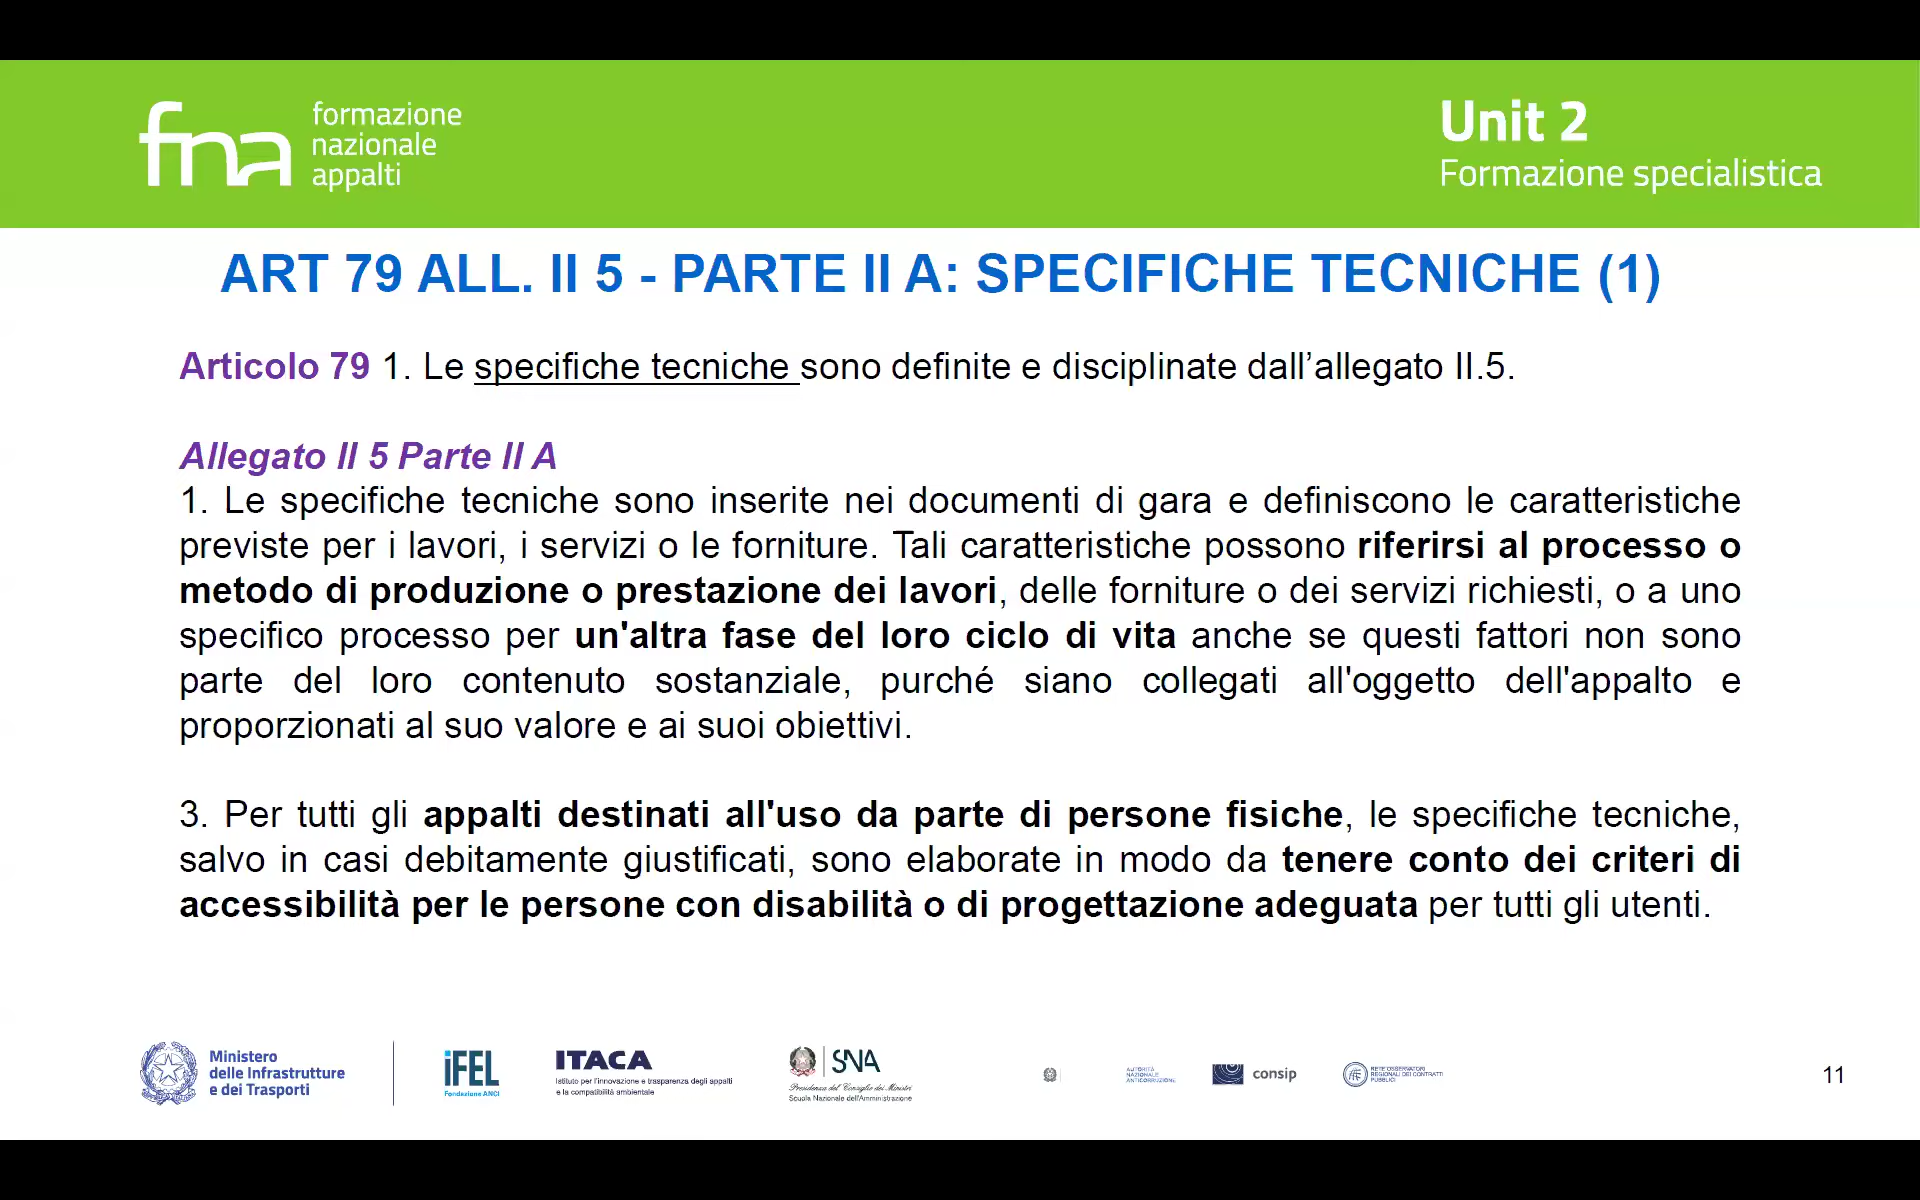 fna
formazione
nazionale
appalti
Unit 2
Formazione specialistica
ART 79 ALL. II 5 - PARTE II A: SPECIFICHE TECNICHE (1)
Articolo 79 1. Le specifiche tecniche sono definite e disciplinate dall’allegato II.5.
Allegato II 5 Parte II A
1. Le specifiche tecniche sono inserite nei documenti di gara e definiscono le caratteristiche
previste per i lavori, i servizi o le forniture. Tali caratteristiche possono riferirsi al processo o
metodo di produzione o prestazione dei lavori, delle forniture o dei servizi richiesti, o a uno
specifico processo per un'altra fase del loro ciclo di vita anche se questi fattori non sono
parte del loro contenuto sostanziale, purché siano collegati all'oggetto dell'appalto e
proporzionati al suo valore e ai suoi obiettivi.
3. Per tutti gli appalti destinati all'uso da parte di persone fisiche, le specifiche tecniche,
salvo in casi debitamente giustificati, sono elaborate in modo da tenere conto dei criteri di
accessibilità per le persone con disabilità o di progettazione adeguata per tutti gli utenti.
Ministero
delle Infrastrutture
e dei Trasporti
iFEL
Fondazione ANCI
ITACA
Istituto per l'innovazione e trasparenza degli appalti
e la compatibilità ambientale
SNA
Presidenza del Consiglio dei Ministri
Scuola Nazionale dell'Amministrazione
AUTORITÀ
NAZIONALE
ANTICORRUZIONE
consip
RETE OSSERVATORI
REGIONALI DEI CONTRATTI
PUBBLICI
11